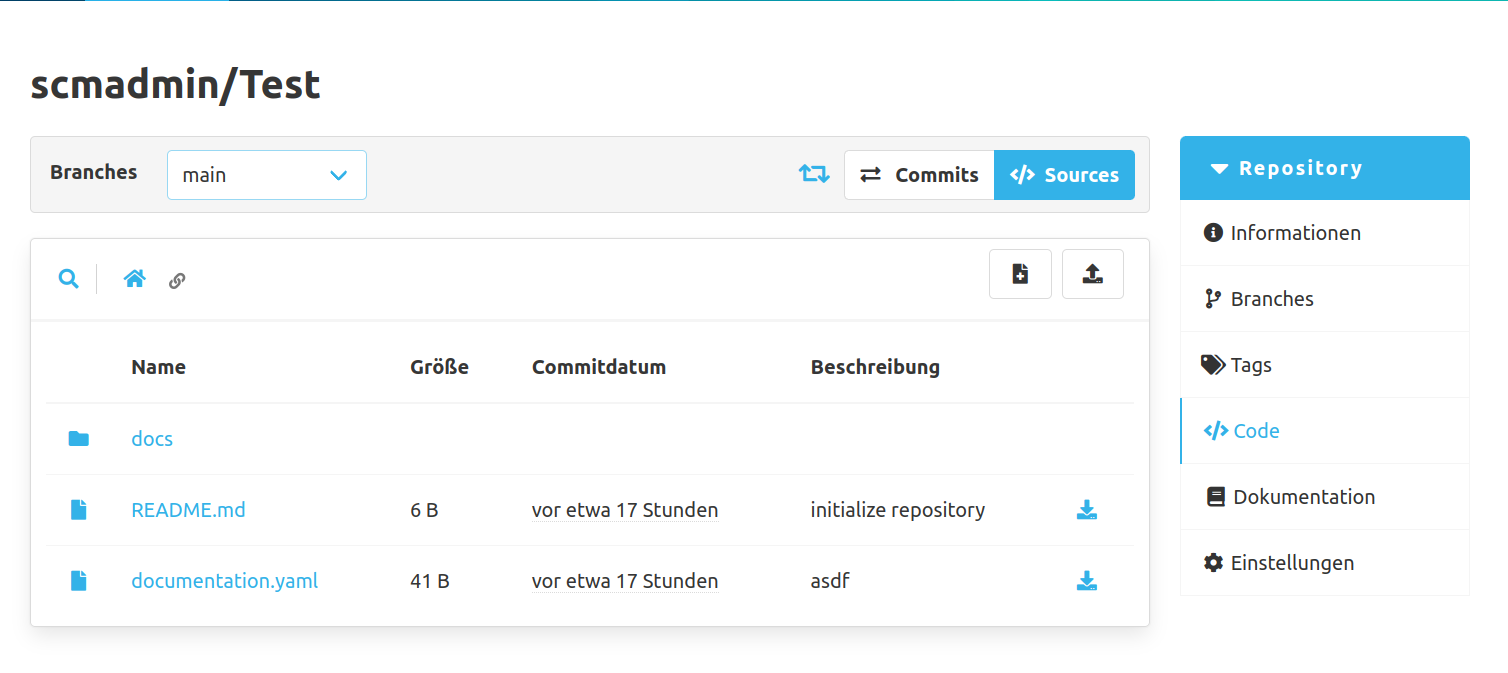 scmadmin/Test
Branches main Commits Sources
Name Größe Commitdatum Beschreibung
docs
README.md 6 B vor etwa 17 Stunden initialize repository
documentation.yaml 41 B vor etwa 17 Stunden asdf
Repository
Informationen
Branches
Tags
Code
Dokumentation
Einstellungen